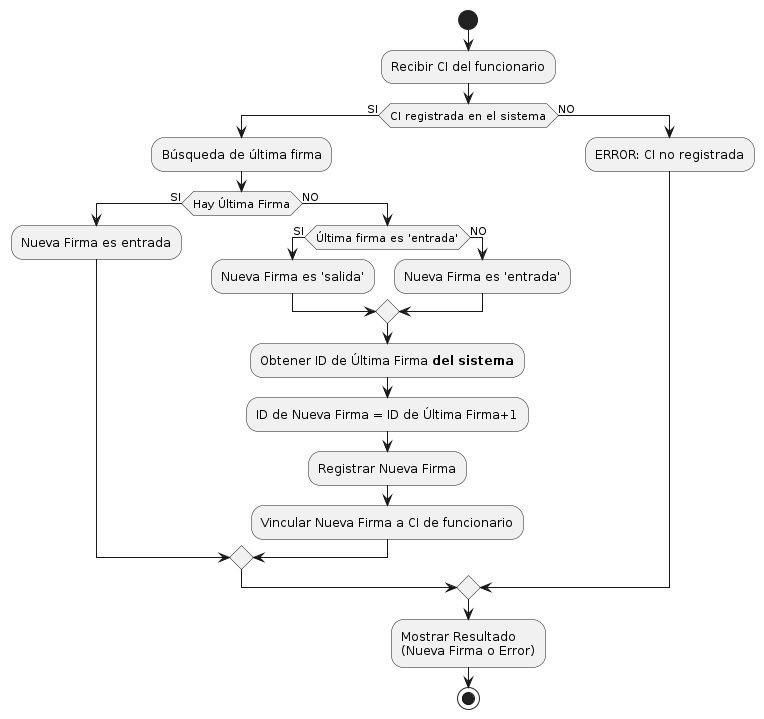 Recibir CI del funcionario
SI
CI registrada en el sistema
NO
Búsqueda de última firma
ERROR: CI no registrada
SI
Hay Última Firma
NO
Nueva Firma es entrada
SI
Última firma es 'entrada'
NO
Nueva Firma es 'salida'
Nueva Firma es 'entrada'
Obtener ID de Última Firma del sistema
ID de Nueva Firma = ID de Última Firma+1
Registrar Nueva Firma
Vincular Nueva Firma a CI de funcionario
Mostrar Resultado
(Nueva Firma o Error)